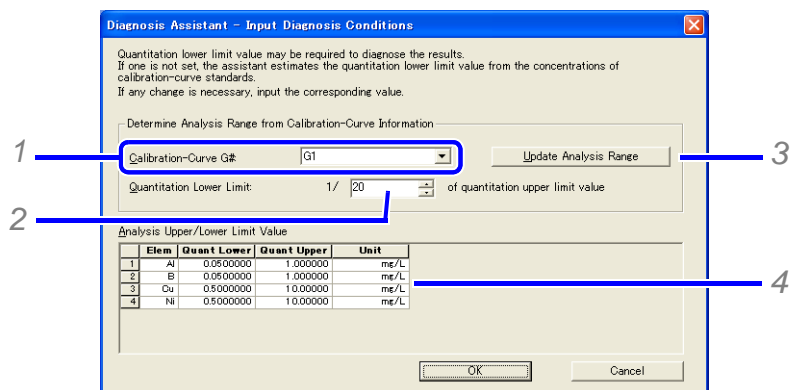 Diagnosis Assistant - Input Diagnosis Conditions
Quantitation lower limit value may be required to diagnose the results.
If one is not set, the assistant estimates the quantitation lower limit value from the concentrations of
calibration-curve standards.
If any change is necessary, input the corresponding value.
Determine Analysis Range from Calibration-Curve Information
1 Calibration-Curve G#: G1 Update Analysis Range 3
Quantitation Lower Limit: 1/ 20 of quantitation upper limit value
2
Analysis Upper/Lower Limit Value
Elem Quant Lower Quant Upper Unit
1 Al 0.0500000 1.000000 mg/L
2 B 0.0500000 1.000000 mg/L
3 Cu 0.5000000 10.00000 mg/L 4
4 Ni 0.5000000 10.00000 mg/L
OK Cancel